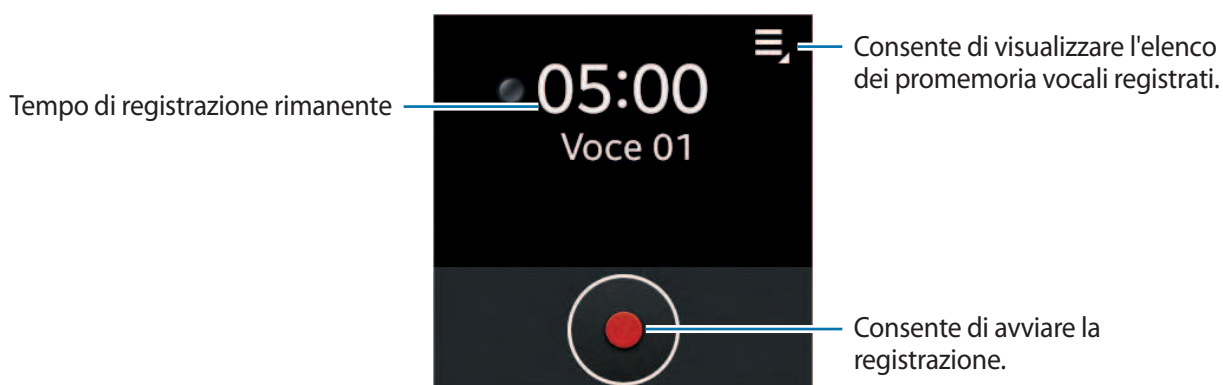 Consente di visualizzare l'elenco
dei promemoria vocali registrati.
05:00
Tempo di registrazione rimanente
Voce 01
Consente di avviare la
registrazione.